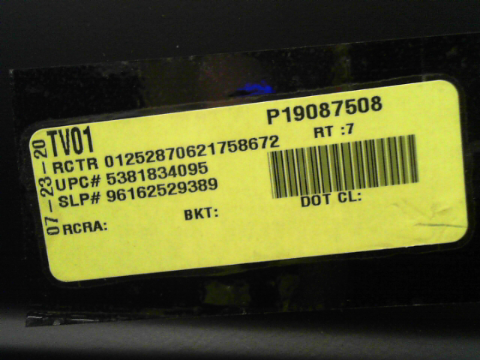 07-23-20
TV01
P19087508
RCTR 01252870621758672
RT :7
UPC# 5381834095
SLP# 96162529389
RCRA:
BKT:
DOT CL: